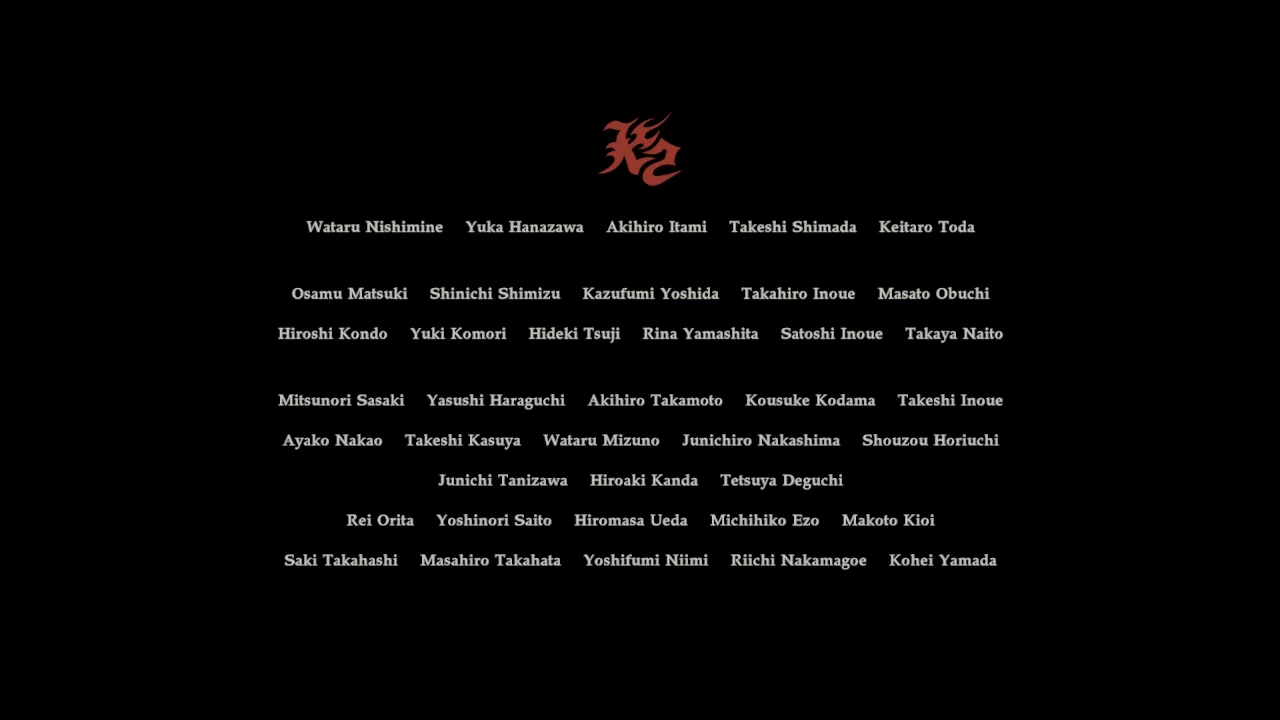 K2
Wataru Nishimine Yuka Hanazawa Akihiro Itami Takeshi Shimada Keitaro Toda
Osamu Matsuki Shinichi Shimizu Kazufumi Yoshida Takahiro Inoue Masato Obuchi
Hiroshi Kondo Yuki Komori Hideki Tsuji Rina Yamashita Satoshi Inoue Takaya Naito
Mitsunori Sasaki Yasushi Haraguchi Akihiro Takamoto Kousuke Kodama Takeshi Inoue
Ayako Nakao Takeshi Kasuya Wataru Mizuno Junichiro Nakashima Shouzou Horiuchi
Junichi Tanizawa Hiroaki Kanda Tetsuya Deguchi
Rei Orita Yoshinori Saito Hiromasa Ueda Michihiko Ezo Makoto Kioi
Saki Takahashi Masahiro Takahata Yoshifumi Niimi Riichi Nakamagoe Kohei Yamada